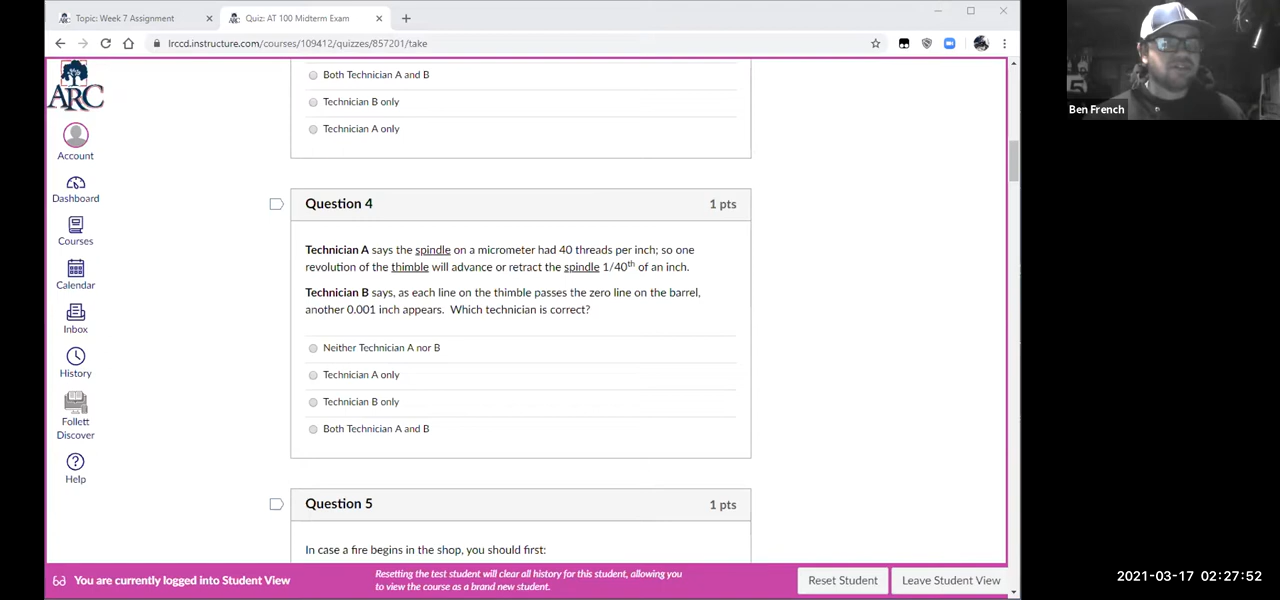 Topic: Week 7 Assignment
Quiz: AT 100 Midterm Exam
lrccd.instructure.com/courses/109412/quizzes/857201/take
ARC
Account
Dashboard
Courses
Calendar
Inbox
History
Follett
Discover
Help
Both Technician A and B
Technician B only
Technician A only
Question 4
1 pts
Technician A says the spindle on a micrometer had 40 threads per inch; so one
revolution of the thimble will advance or retract the spindle 1/40th of an inch.
Technician B says, as each line on the thimble passes the zero line on the barrel,
another 0.001 inch appears. Which technician is correct?
Neither Technician A nor B
Technician A only
Technician B only
Both Technician A and B
Question 5
1 pts
In case a fire begins in the shop, you should first:
You are currently logged into Student View
Resetting the test student will clear all history for this student, allowing you
to view the course as a brand new student.
Reset Student
Leave Student View
5
Ben French
2021-03-17 02:27:52